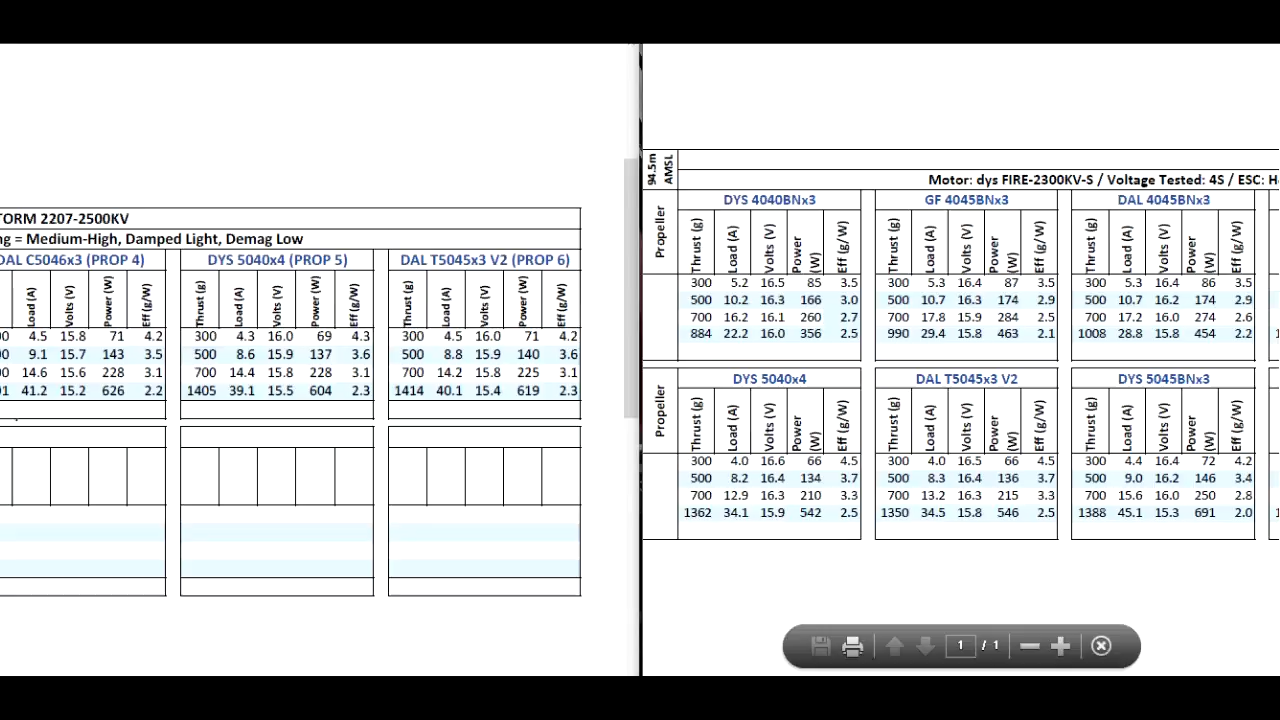 TORM 2207-2500KV
ng = Medium-High, Damped Light, Demag Low
DAL C5046x3 (PROP 4) DYS 5040x4 (PROP 5) DAL T5045x3 V2 (PROP 6)
Load (A) Volts (V) Power (W) Eff (g/W) Thrust (g) Load (A) Volts (V) Power (W) Eff (g/W) Thrust (g) Load (A) Volts (V) Power (W) Eff (g/W)
00 4.5 15.8 71 4.2 300 4.3 16.0 69 4.3 300 4.5 16.0 71 4.2
00 9.1 15.7 143 3.5 500 8.6 15.9 137 3.6 500 8.8 15.9 140 3.6
00 14.6 15.6 228 3.1 700 14.4 15.8 228 3.1 700 14.2 15.8 225 3.1
01 41.2 15.2 626 2.2 1405 39.1 15.5 604 2.3 1414 40.1 15.4 619 2.3
94.5m
AMSL
Motor: dys FIRE-2300KV-S / Voltage Tested: 4S / ESC: H
Propeller DYS 4040BNx3 GF 4045BNx3 DAL 4045BNx3
Thrust (g) Load (A) Volts (V) Power (W) Eff (g/W) Thrust (g) Load (A) Volts (V) Power (W) Eff (g/W) Thrust (g) Load (A) Volts (V) Power (W) Eff (g/W)
300 5.2 16.5 85 3.5 300 5.3 16.4 87 3.5 300 5.3 16.4 86 3.5
500 10.2 16.3 166 3.0 500 10.7 16.3 174 2.9 500 10.7 16.2 174 2.9
700 16.2 16.1 260 2.7 700 17.8 15.9 284 2.5 700 17.2 16.0 274 2.6
884 22.2 16.0 356 2.5 990 29.4 15.8 463 2.1 1008 28.8 15.8 454 2.2
Propeller DYS 5040x4 DAL T5045x3 V2 DYS 5045BNx3
Thrust (g) Load (A) Volts (V) Power (W) Eff (g/W) Thrust (g) Load (A) Volts (V) Power (W) Eff (g/W) Thrust (g) Load (A) Volts (V) Power (W) Eff (g/W)
300 4.0 16.6 66 4.5 300 4.0 16.5 66 4.5 300 4.4 16.4 72 4.2
500 8.2 16.4 134 3.7 500 8.3 16.4 136 3.7 500 9.0 16.2 146 3.4
700 12.9 16.3 210 3.3 700 13.2 16.3 215 3.3 700 15.6 16.0 250 2.8
1362 34.1 15.9 542 2.5 1350 34.5 15.8 546 2.5 1388 45.1 15.3 691 2.0
1 / 1